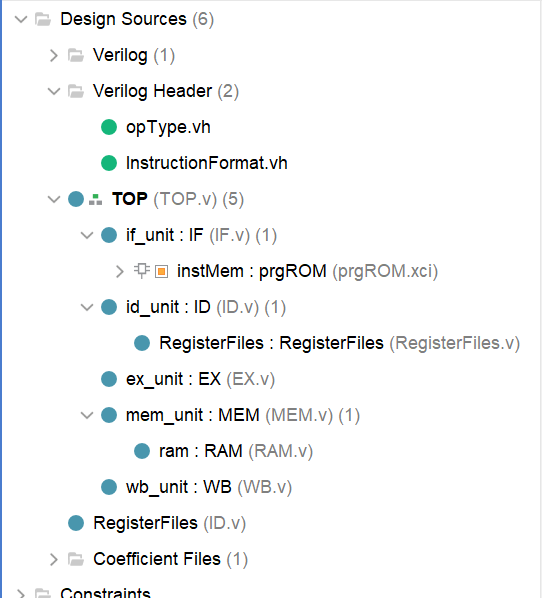 Design Sources (6)
Verilog (1)
Verilog Header (2)
opType.vh
InstructionFormat.vh
TOP (TOP.v) (5)
if_unit : IF (IF.v) (1)
instMem : prgROM (prgROM.xci)
id_unit : ID (ID.v) (1)
RegisterFiles : RegisterFiles (RegisterFiles.v)
ex_unit : EX (EX.v)
mem_unit : MEM (MEM.v) (1)
ram : RAM (RAM.v)
wb_unit : WB (WB.v)
RegisterFiles (ID.v)
Coefficient Files (1)
Constraints